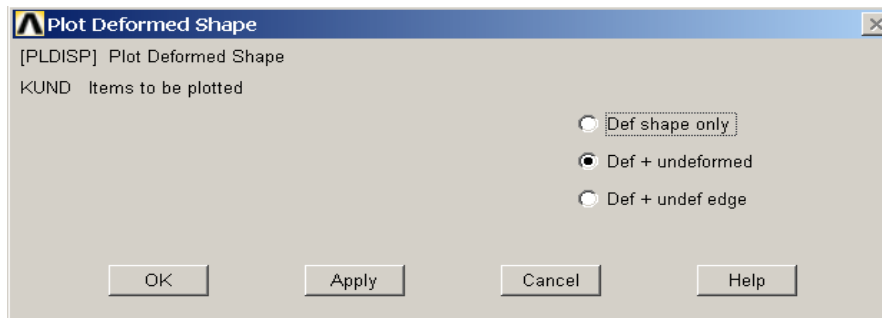 Plot Deformed Shape
[PLDISP] Plot Deformed Shape
KUND Items to be plotted
Def shape only
Def + undeformed
Def + undef edge
OK Apply Cancel Help